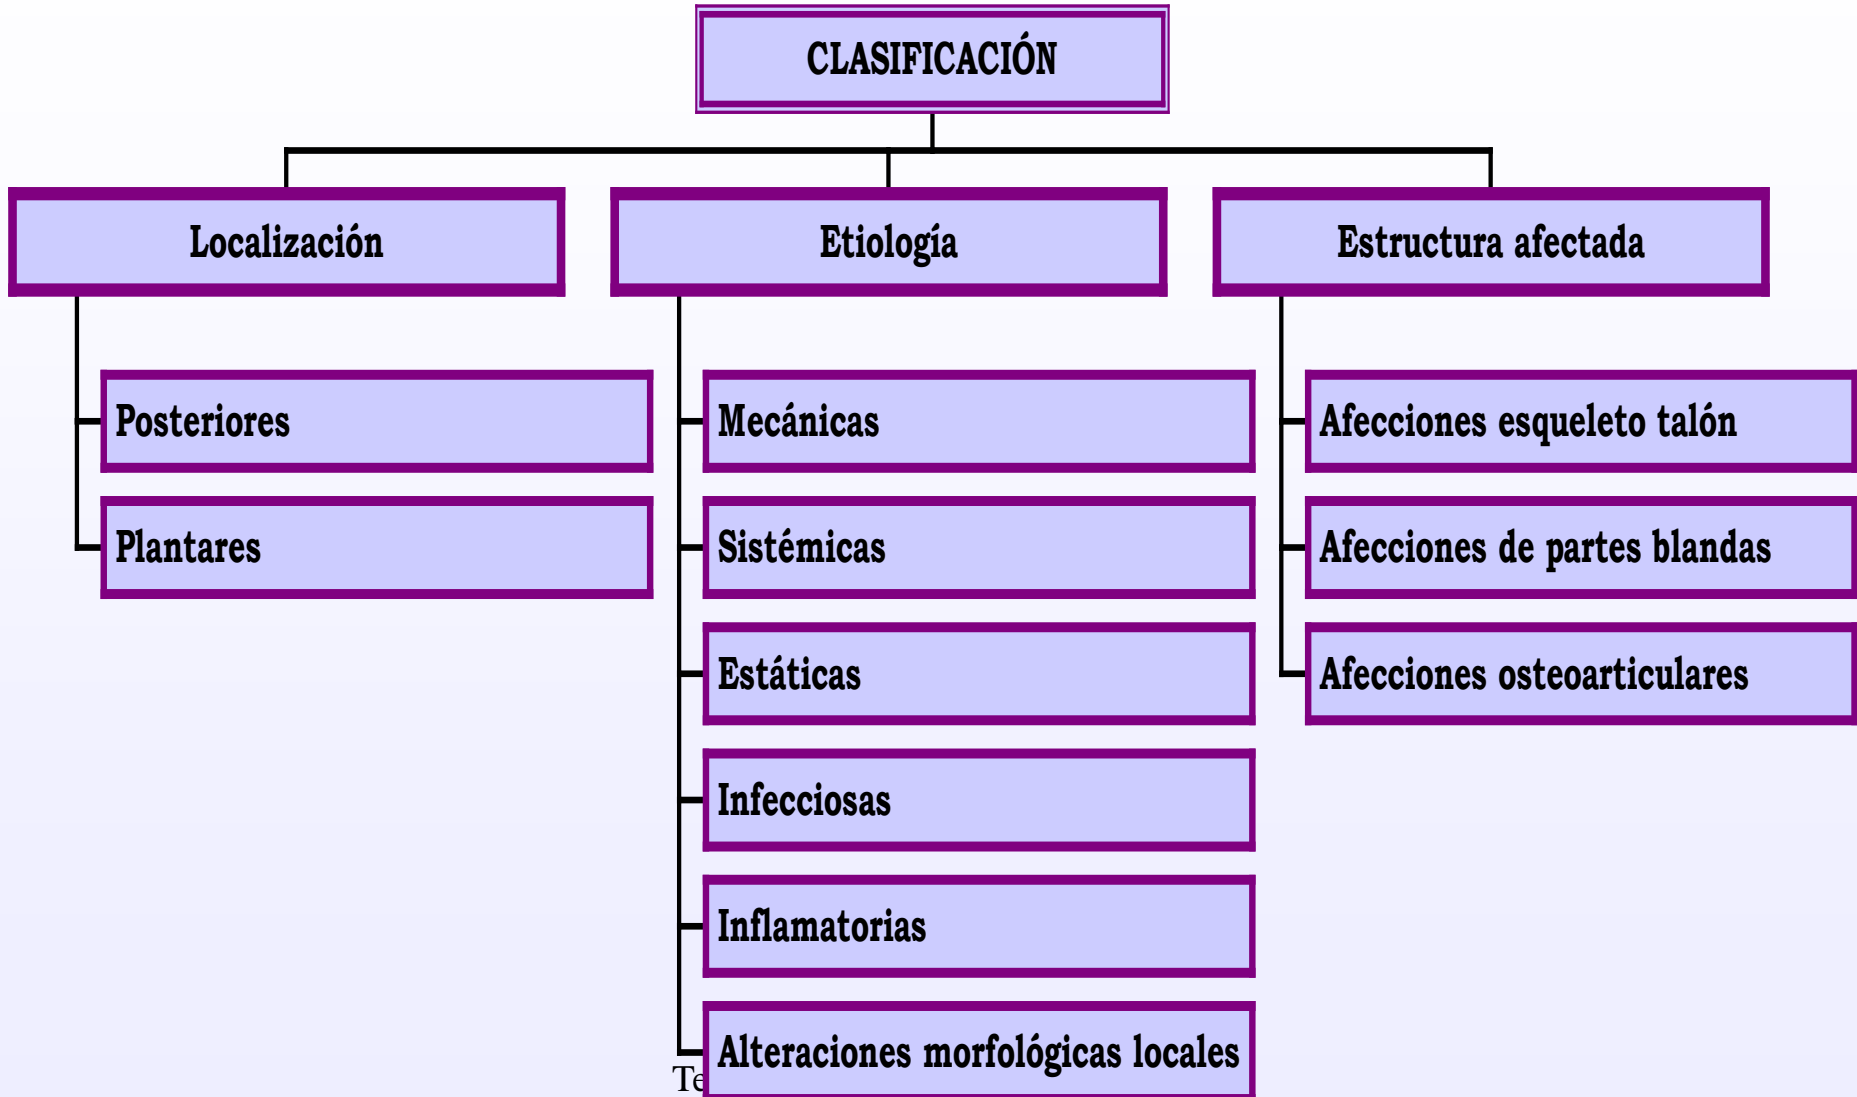 CLASIFICACIÓN
Localización
Posteriores
Plantares
Etiología
Mecánicas
Sistémicas
Estáticas
Infecciosas
Inflamatorias
Alteraciones morfológicas locales
Estructura afectada
Afecciones esqueleto talón
Afecciones de partes blandas
Afecciones osteoarticulares